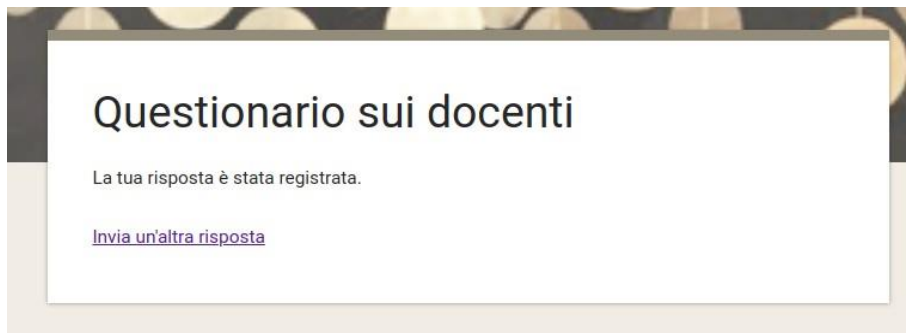 Questionario sui docenti
La tua risposta è stata registrata.
Invia un'altra risposta